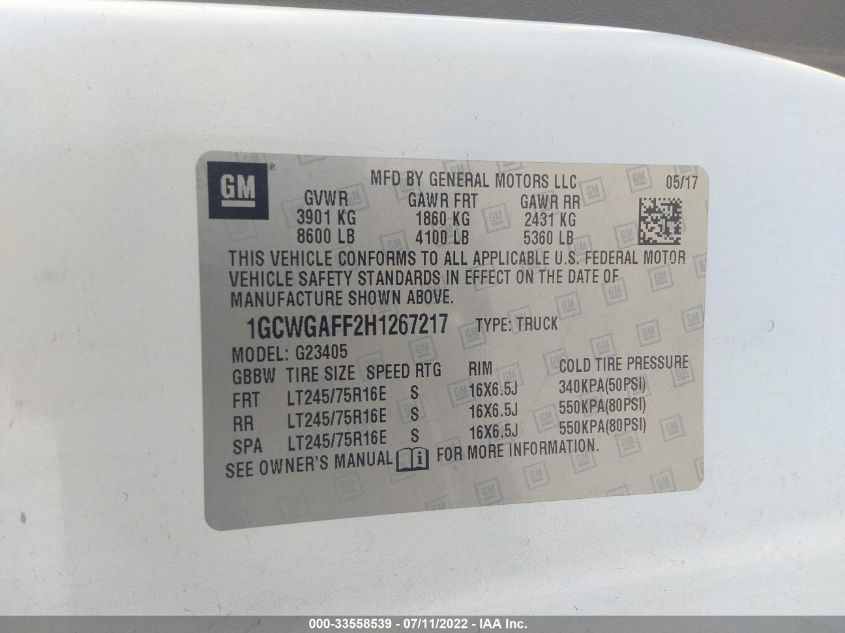 GM®
MFD BY GENERAL MOTORS LLC 05/17
GVWR GAWR FRT GAWR RR
3901 KG 1860 KG 2431 KG
8600 LB 4100 LB 5360 LB
THIS VEHICLE CONFORMS TO ALL APPLICABLE U.S. FEDERAL MOTOR
VEHICLE SAFETY STANDARDS IN EFFECT ON THE DATE OF
MANUFACTURE SHOWN ABOVE.
1GCWGAFF2H1267217 TYPE: TRUCK
MODEL: G23405
GBBW TIRE SIZE SPEED RTG RIM COLD TIRE PRESSURE
FRT LT245/75R16E S 16X6.5J 340KPA(50PSI)
RR LT245/75R16E S 16X6.5J 550KPA(80PSI)
SPA LT245/75R16E S 16X6.5J 550KPA(80PSI)
SEE OWNER'S MANUAL i FOR MORE INFORMATION.
000-33558539 - 07/11/2022 - IAA Inc.